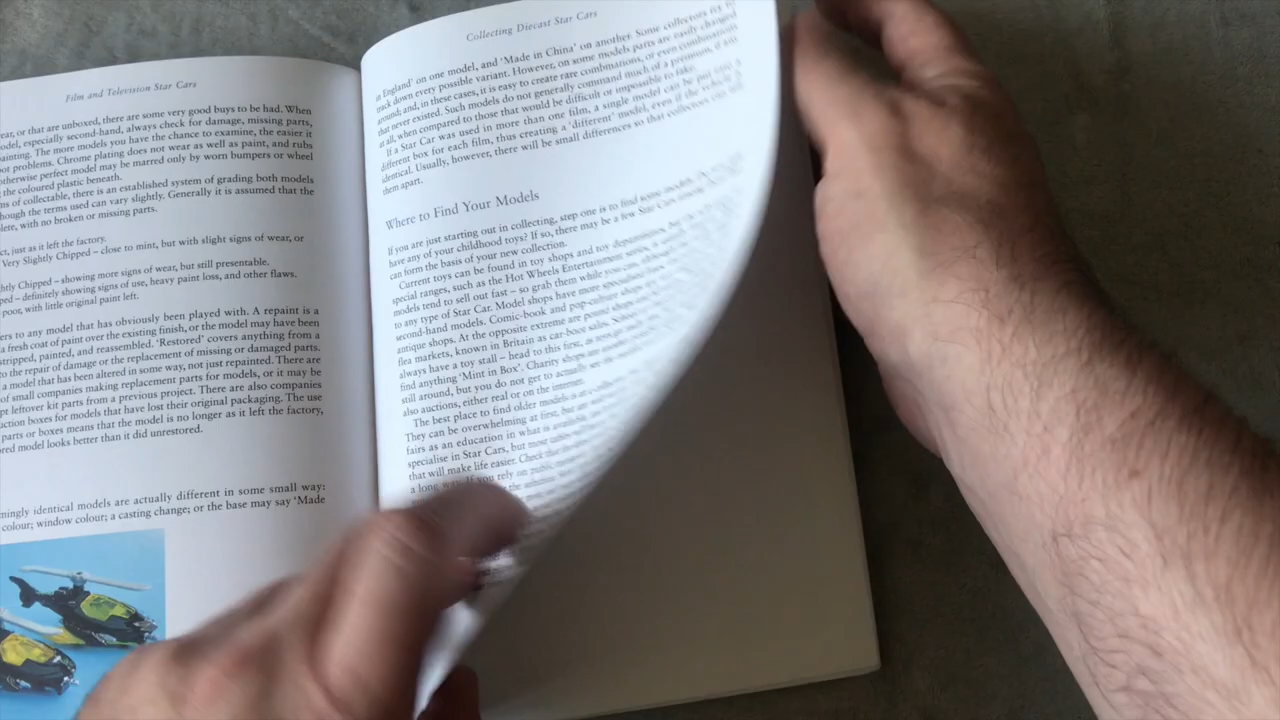 Film and Television Star Cars
ear, or that are unboxed, there are some very good buys to be had. When
odel, especially second-hand, always check for damage, missing parts,
ainting. The more models you have the chance to examine, the easier it
ot problems. Chrome plating does not wear as well as paint, and rubs
otherwise perfect model may be marred only by worn bumpers or wheel
the coloured plastic beneath.
ms of collectable, there is an established system of grading both models
hough the terms used can vary slightly. Generally it is assumed that the
lete, with no broken or missing parts.
ct, just as it left the factory.
Very Slightly Chipped – close to mint, but with slight signs of wear, or
htly Chipped – showing more signs of wear, but still presentable.
ped – definitely showing signs of use, heavy paint loss, and other flaws.
poor, with little original paint left.
ers to any model that has obviously been played with. A repaint is
a fresh coat of paint over the existing finish, or the model may have been
stripped, painted, and reassembled. 'Restored' covers anything from a
to the repair of damage or the replacement of missing or damaged parts.
a model that has been altered in some way, not just repainted. There are
of small companies making replacement parts for models, or it may be
pt leftover kit parts from a previous project. There are also companies
uction boxes for models that have lost their original packaging. The use
parts or boxes means that the model is no longer as it left the factory,
red model looks better than it did unrestored.
mingly identical models are actually different in some small way:
colour; window colour; a casting change; or the base may say 'Made
Collecting Diecast Star Cars
in England' on one model, and 'Made in China' on another. Some collectors try to
track down every possible variant. However, on some models parts are easily changed
around; and, in these cases, it is easy to create rare combinations, or even combinations
that never existed. Such models do not generally command much of a premium, if any
at all, when compared to those that would be difficult or impossible to fake.
If a Star Car was used in more than one film, a single model can be put into a
different box for each film, thus creating a 'different' model, even if the vehicle is
identical. Usually, however, there will be small differences so that collectors can tell
them apart.
Where to Find Your Models
If you are just starting out in collecting, step one is to find some models.
have any of your childhood toys? If so, there may be a few Star Cars
can form the basis of your new collection.
Current toys can be found in toy shops and toy departments, but the
special ranges, such as the Hot Wheels Entertainment
models tend to sell out fast – so grab them while you can.
to any type of Star Car. Model shops have more specialised
second-hand models. Comic-book and pop-culture shops
antique shops. At the opposite extreme are pound shops
flea markets, known in Britain as car-boot sales.
always have a toy stall – head to this first, as
find anything 'Mint in Box'. Charity shops are
still around, but you do not get to actually see the
also auctions, either real or on the internet.
The best place to find older models is at
They can be overwhelming at first, but are
fairs as an education in what is available
specialise in Star Cars, but most
that will make life easier. Check
a long way. If you rely on public